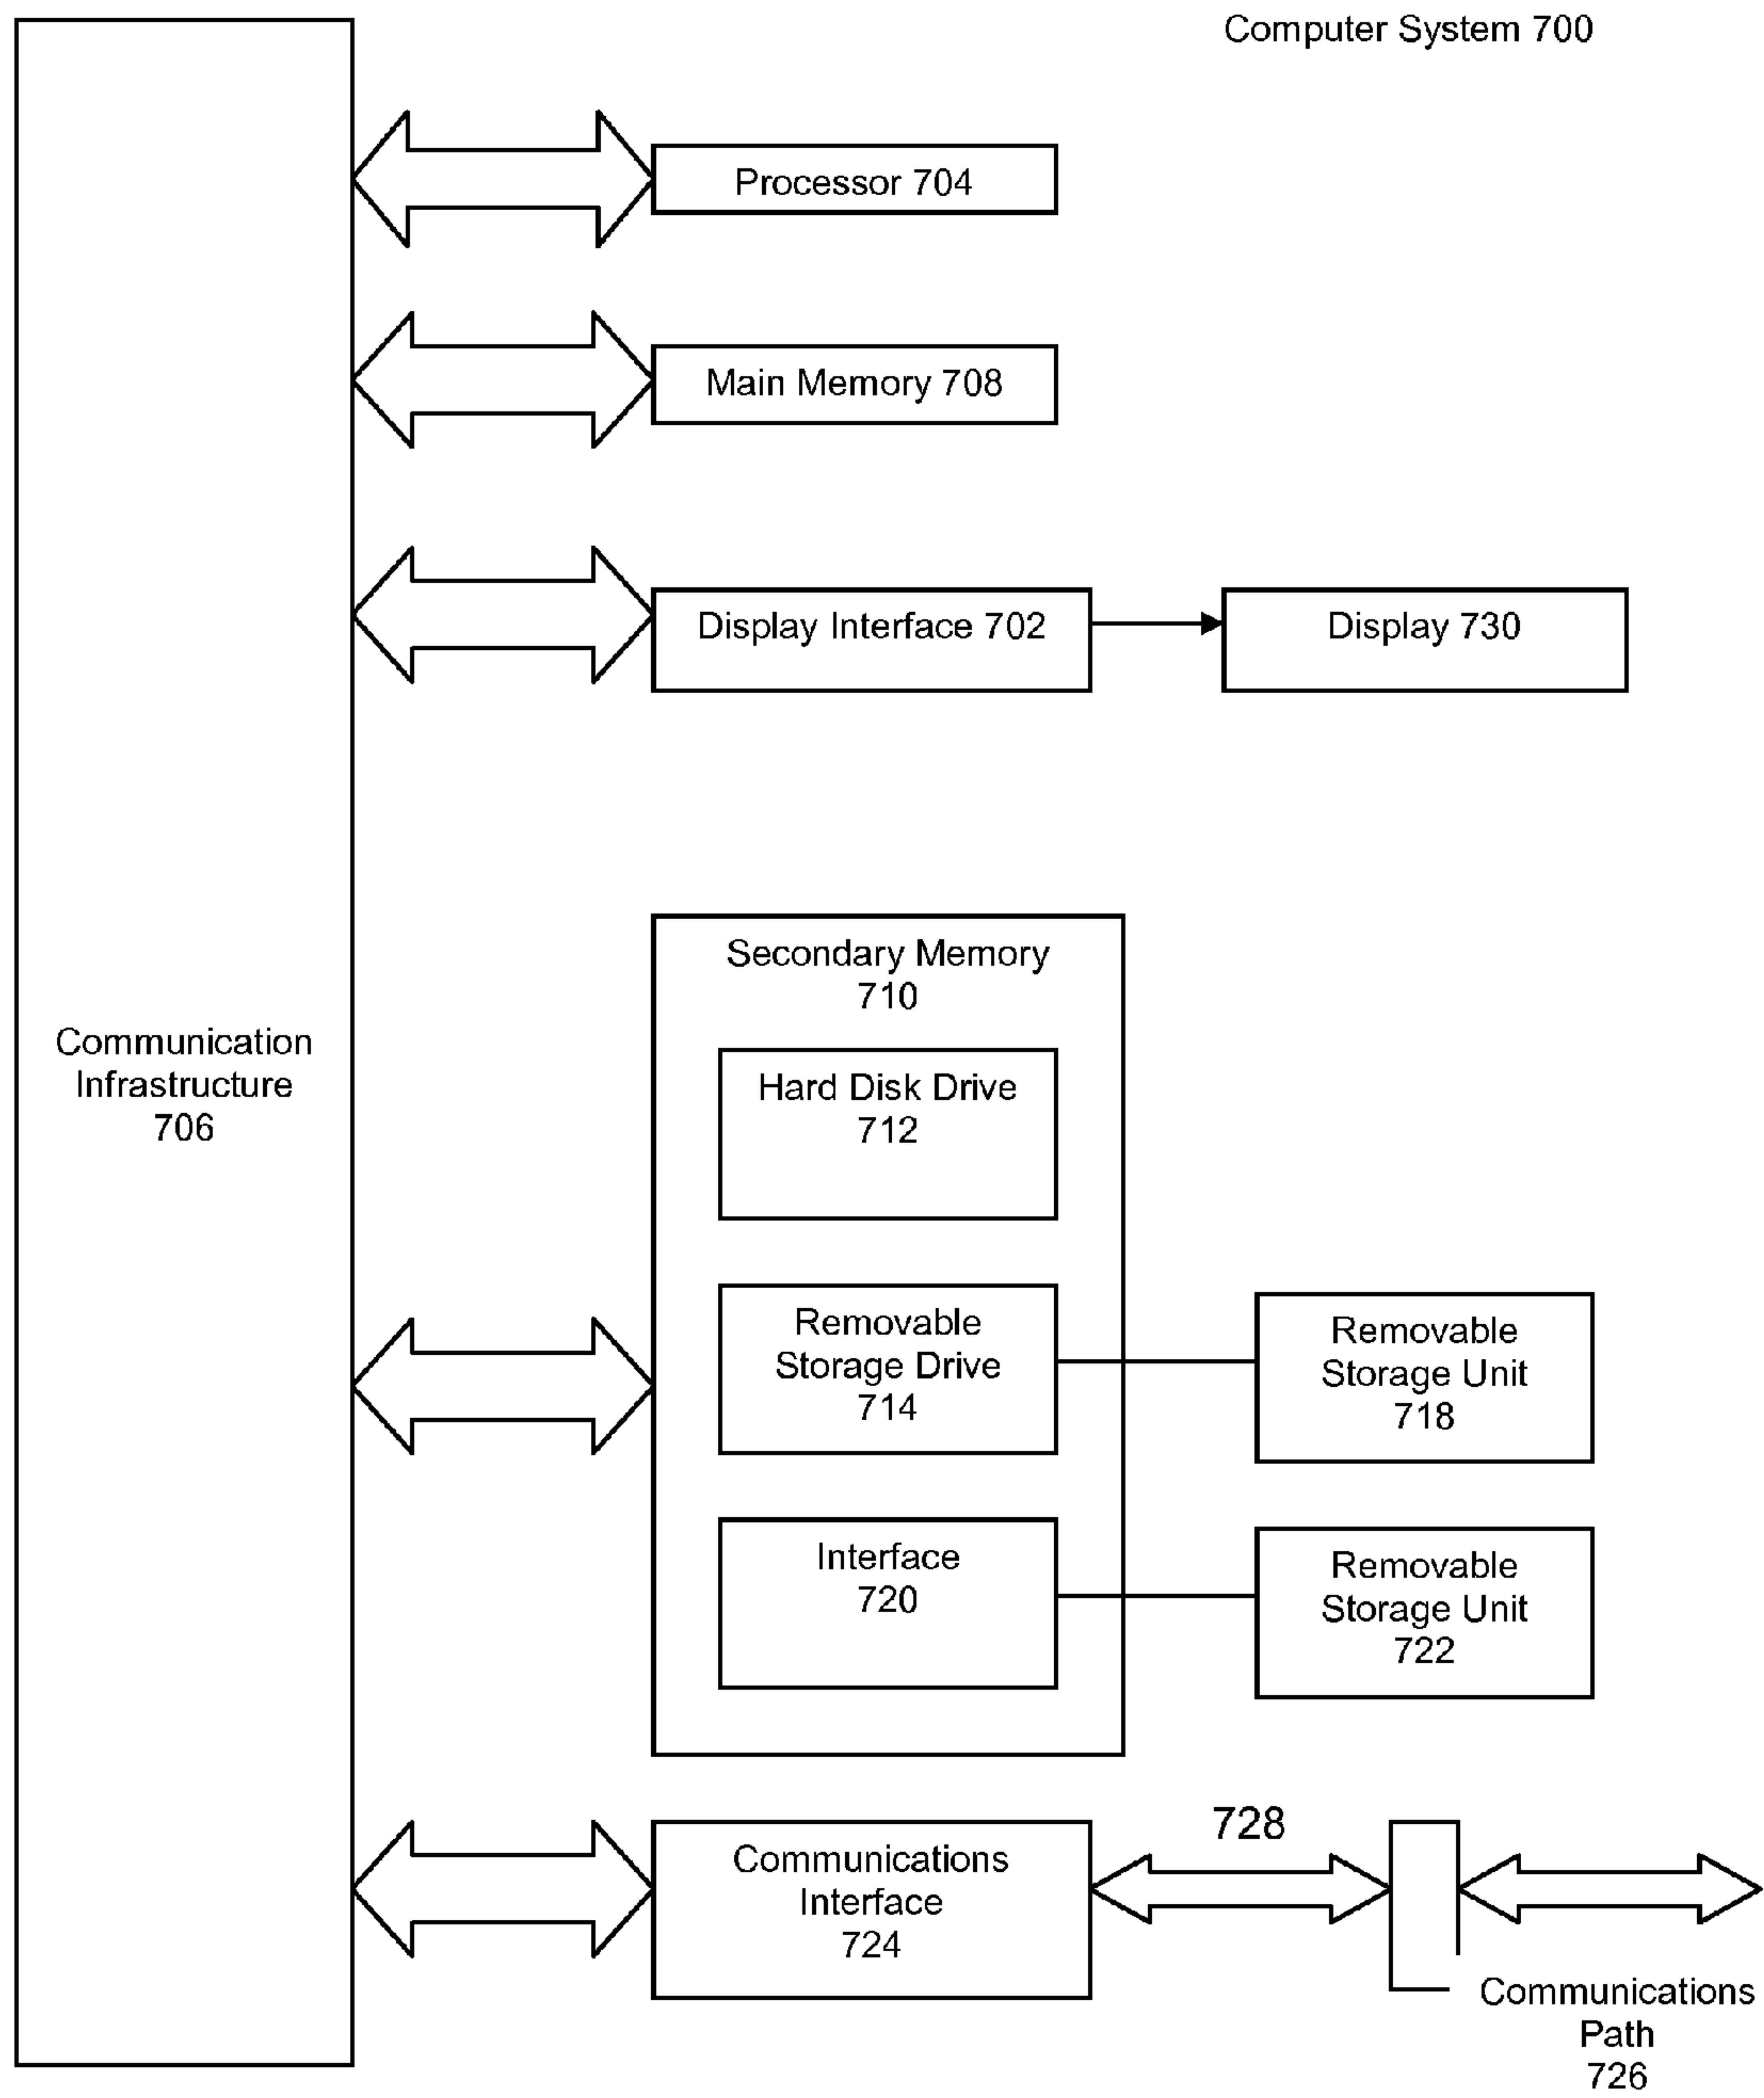 Computer System 700
Processor 704
Main Memory 708
Display Interface 702
Display 730
Communication
Infrastructure
706
Secondary Memory
710
Hard Disk Drive
712
Removable
Storage Drive
714
Removable
Storage Unit
718
Interface
720
Removable
Storage Unit
722
Communications
Interface
724
728
Communications
Path
726